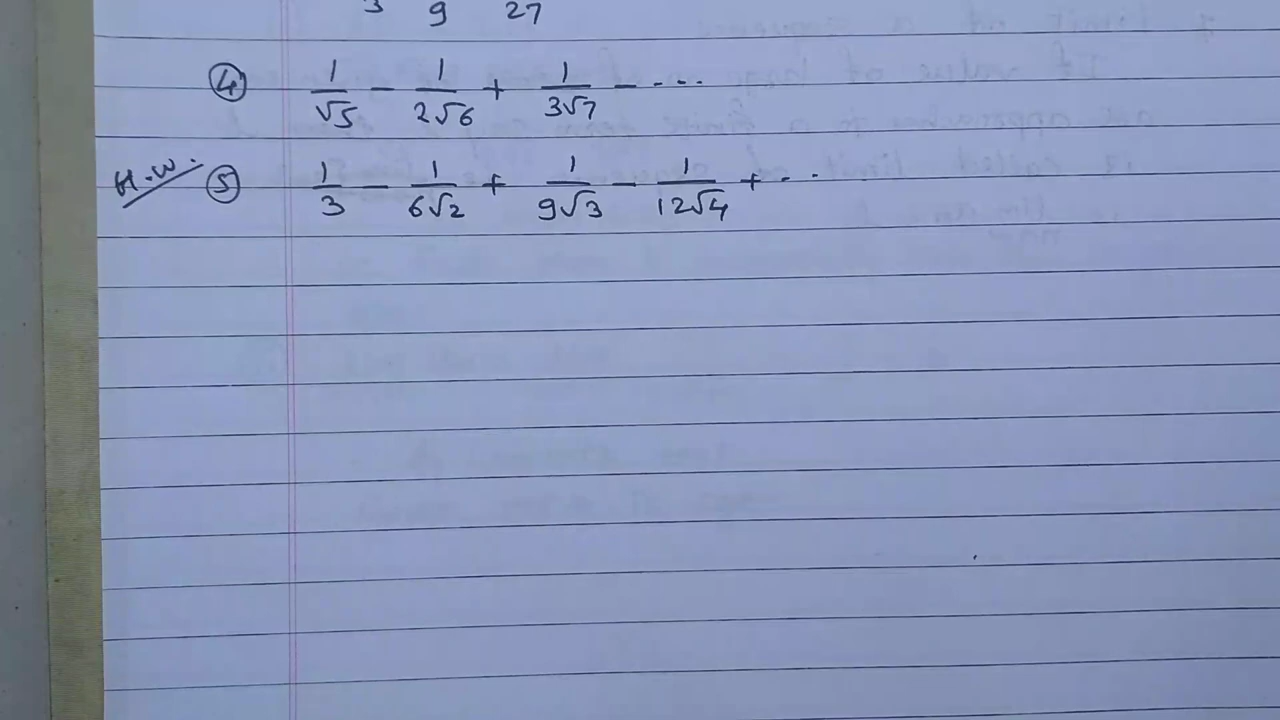 3 9 27
④ 1/√5 - 1/2√6 + 1/3√7 - ...
H.W. ⑤ 1/3 - 1/6√2 + 1/9√3 - 1/12√4 + ...